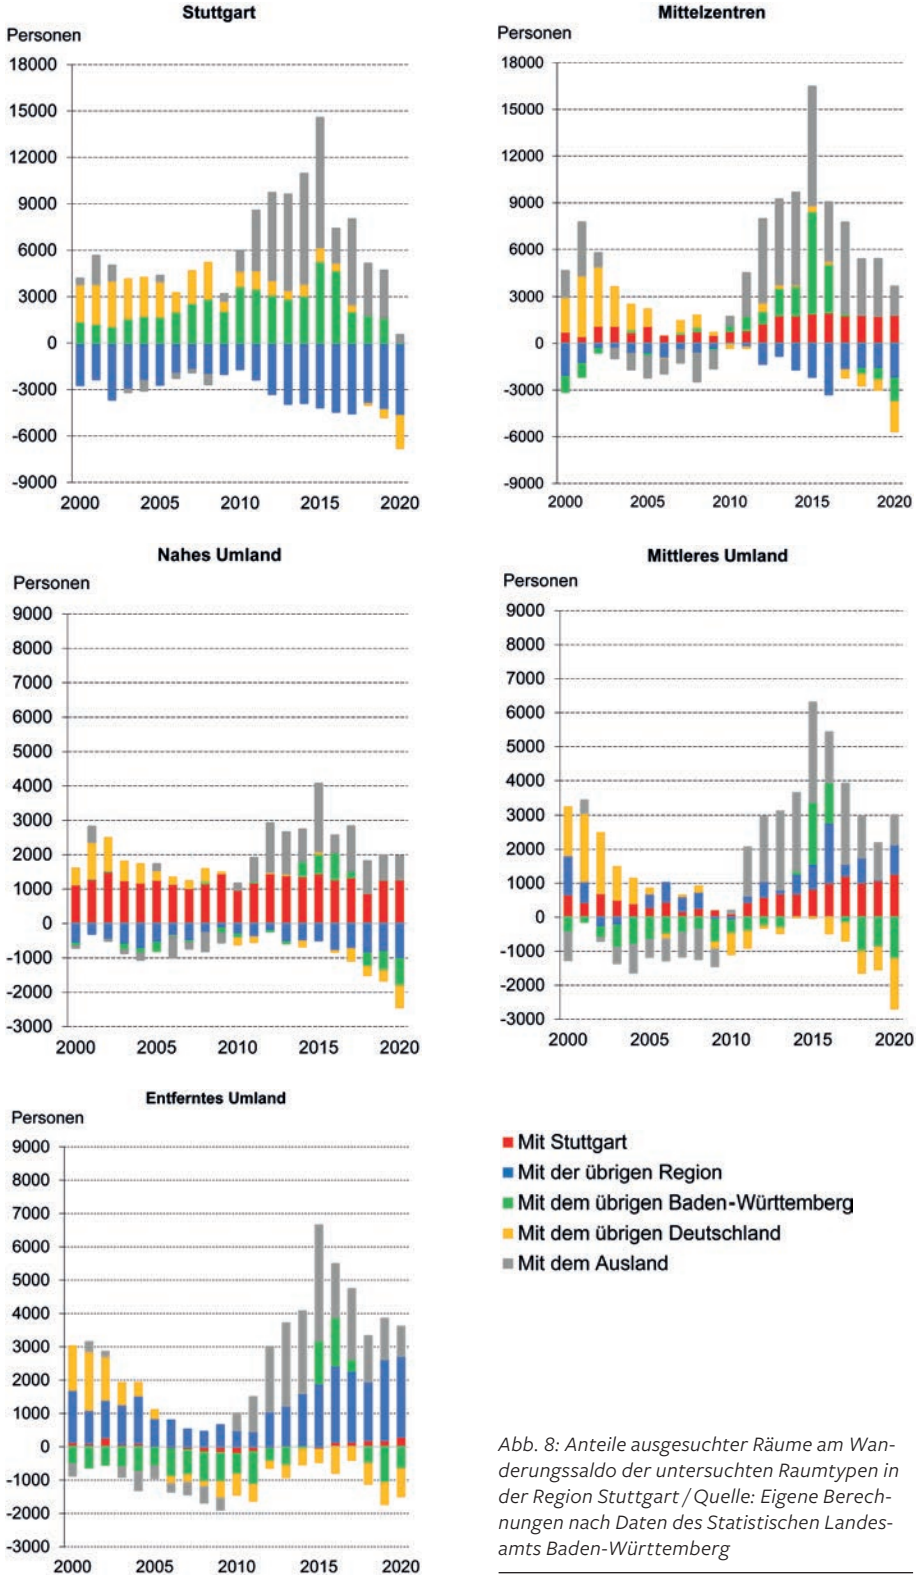 Stuttgart
Personen
18000
15000
12000
9000
6000
3000
0
-3000
-6000
-9000
2000 2005 2010 2015 2020
Mittelzentren
Personen
18000
15000
12000
9000
6000
3000
0
-3000
-6000
-9000
2000 2005 2010 2015 2020
Nahes Umland
Personen
9000
8000
7000
6000
5000
4000
3000
2000
1000
0
-1000
-2000
-3000
2000 2005 2010 2015 2020
Mittleres Umland
Personen
9000
8000
7000
6000
5000
4000
3000
2000
1000
0
-1000
-2000
-3000
2000 2005 2010 2015 2020
Entferntes Umland
Personen
9000
8000
7000
6000
5000
4000
3000
2000
1000
0
-1000
-2000
-3000
2000 2005 2010 2015 2020
Mit Stuttgart
Mit der übrigen Region
Mit dem übrigen Baden-Württemberg
Mit dem übrigen Deutschland
Mit dem Ausland
Abb. 8: Anteile ausgesuchter Räume am Wan-
derungssaldo der untersuchten Raumtypen in
der Region Stuttgart / Quelle: Eigene Berech-
nungen nach Daten des Statistischen Landes-
amts Baden-Württemberg